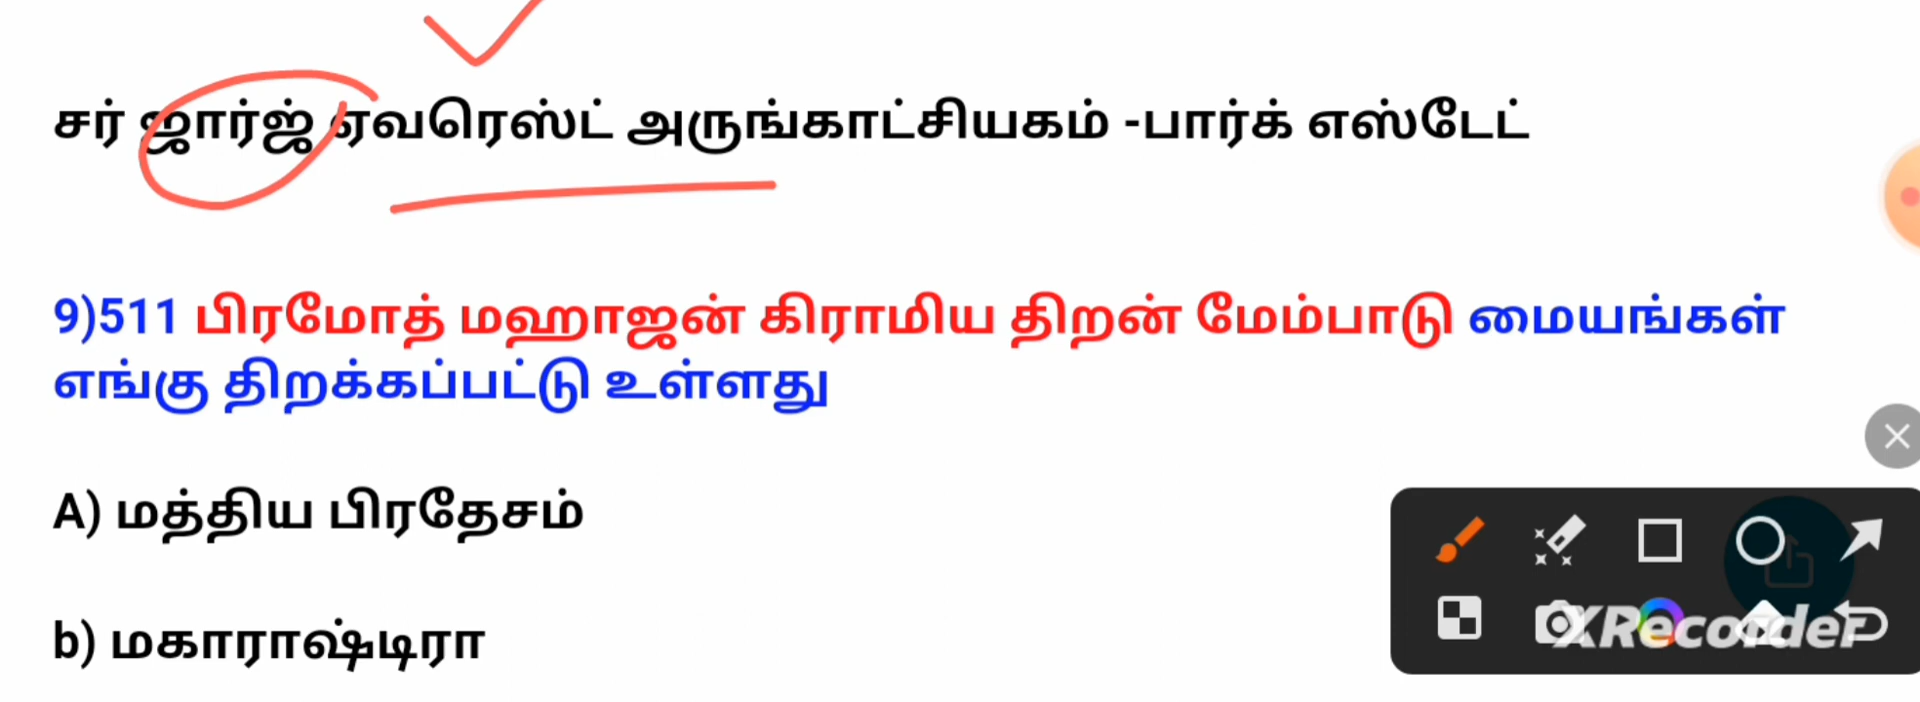 சர் ஜார்ஜ் ஏவரெஸ்ட் அருங்காட்சியகம் -பார்க் எஸ்டேட்
9)511 பிரமோத் மஹாஜன் கிராமிய திறன் மேம்பாடு மையங்கள்
எங்கு திறக்கப்பட்டு உள்ளது
A) மத்திய பிரதேசம்
b) மகாராஷ்டிரா
XRecorder